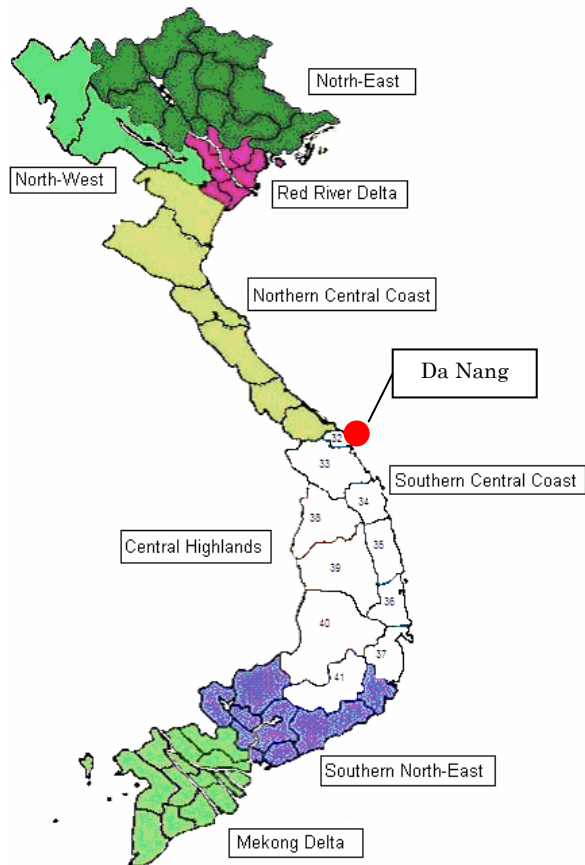 Notrh-East
North-West
Red River Delta
Northern Central Coast
Da Nang
32
33
Southern Central Coast
34
38
35
Central Highlands
39
36
40
37
41
Southern North-East
Mekong Delta